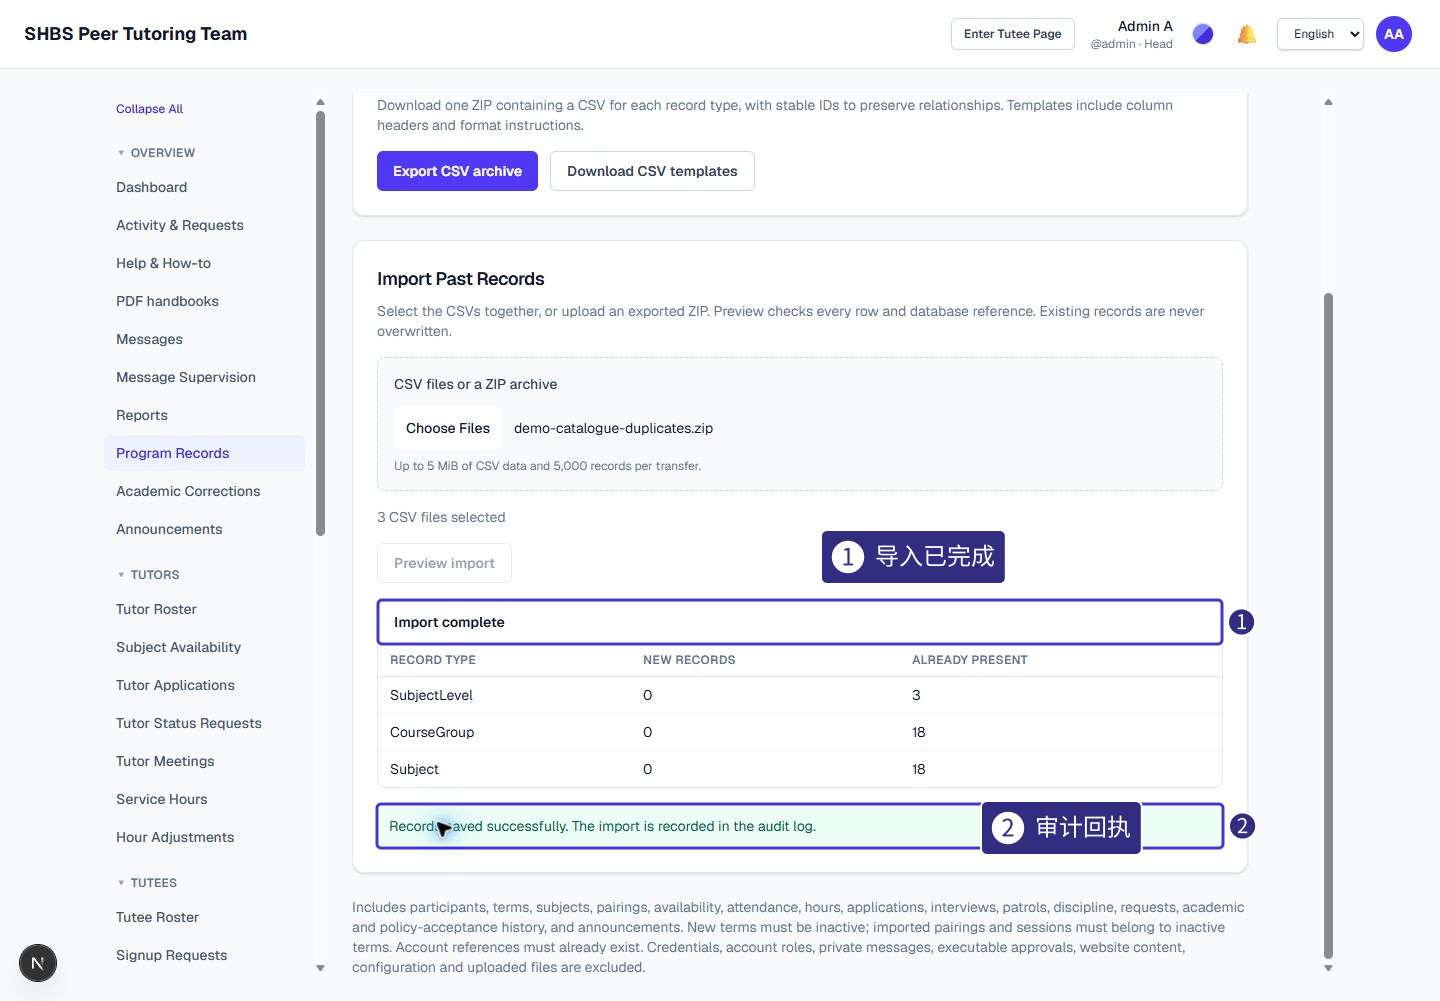 SHBS Peer Tutoring Team
Enter Tutee Page
Admin A
@admin · Head
English
AA
Collapse All
OVERVIEW
Dashboard
Activity & Requests
Help & How-to
PDF handbooks
Messages
Message Supervision
Reports
Program Records
Academic Corrections
Announcements
TUTORS
Tutor Roster
Subject Availability
Tutor Applications
Tutor Status Requests
Tutor Meetings
Service Hours
Hour Adjustments
TUTEES
Tutee Roster
Signup Requests
N
Download one ZIP containing a CSV for each record type, with stable IDs to preserve relationships. Templates include column
headers and format instructions.
Export CSV archive
Download CSV templates
Import Past Records
Select the CSVs together, or upload an exported ZIP. Preview checks every row and database reference. Existing records are never
overwritten.
CSV files or a ZIP archive
Choose Files demo-catalogue-duplicates.zip
Up to 5 MiB of CSV data and 5,000 records per transfer.
3 CSV files selected
Preview import
1 导入已完成
Import complete
1
RECORD TYPE NEW RECORDS ALREADY PRESENT
SubjectLevel 0 3
CourseGroup 0 18
Subject 0 18
saved successfully. The import is recorded in the audit log.
2 审计回执
2
Includes participants, terms, subjects, pairings, availability, attendance, hours, applications, interviews, patrols, discipline, requests, academic
and policy-acceptance history, and announcements. New terms must be inactive; imported pairings and sessions must belong to inactive
terms. Account references must already exist. Credentials, account roles, private messages, executable approvals, website content,
configuration and uploaded files are excluded.